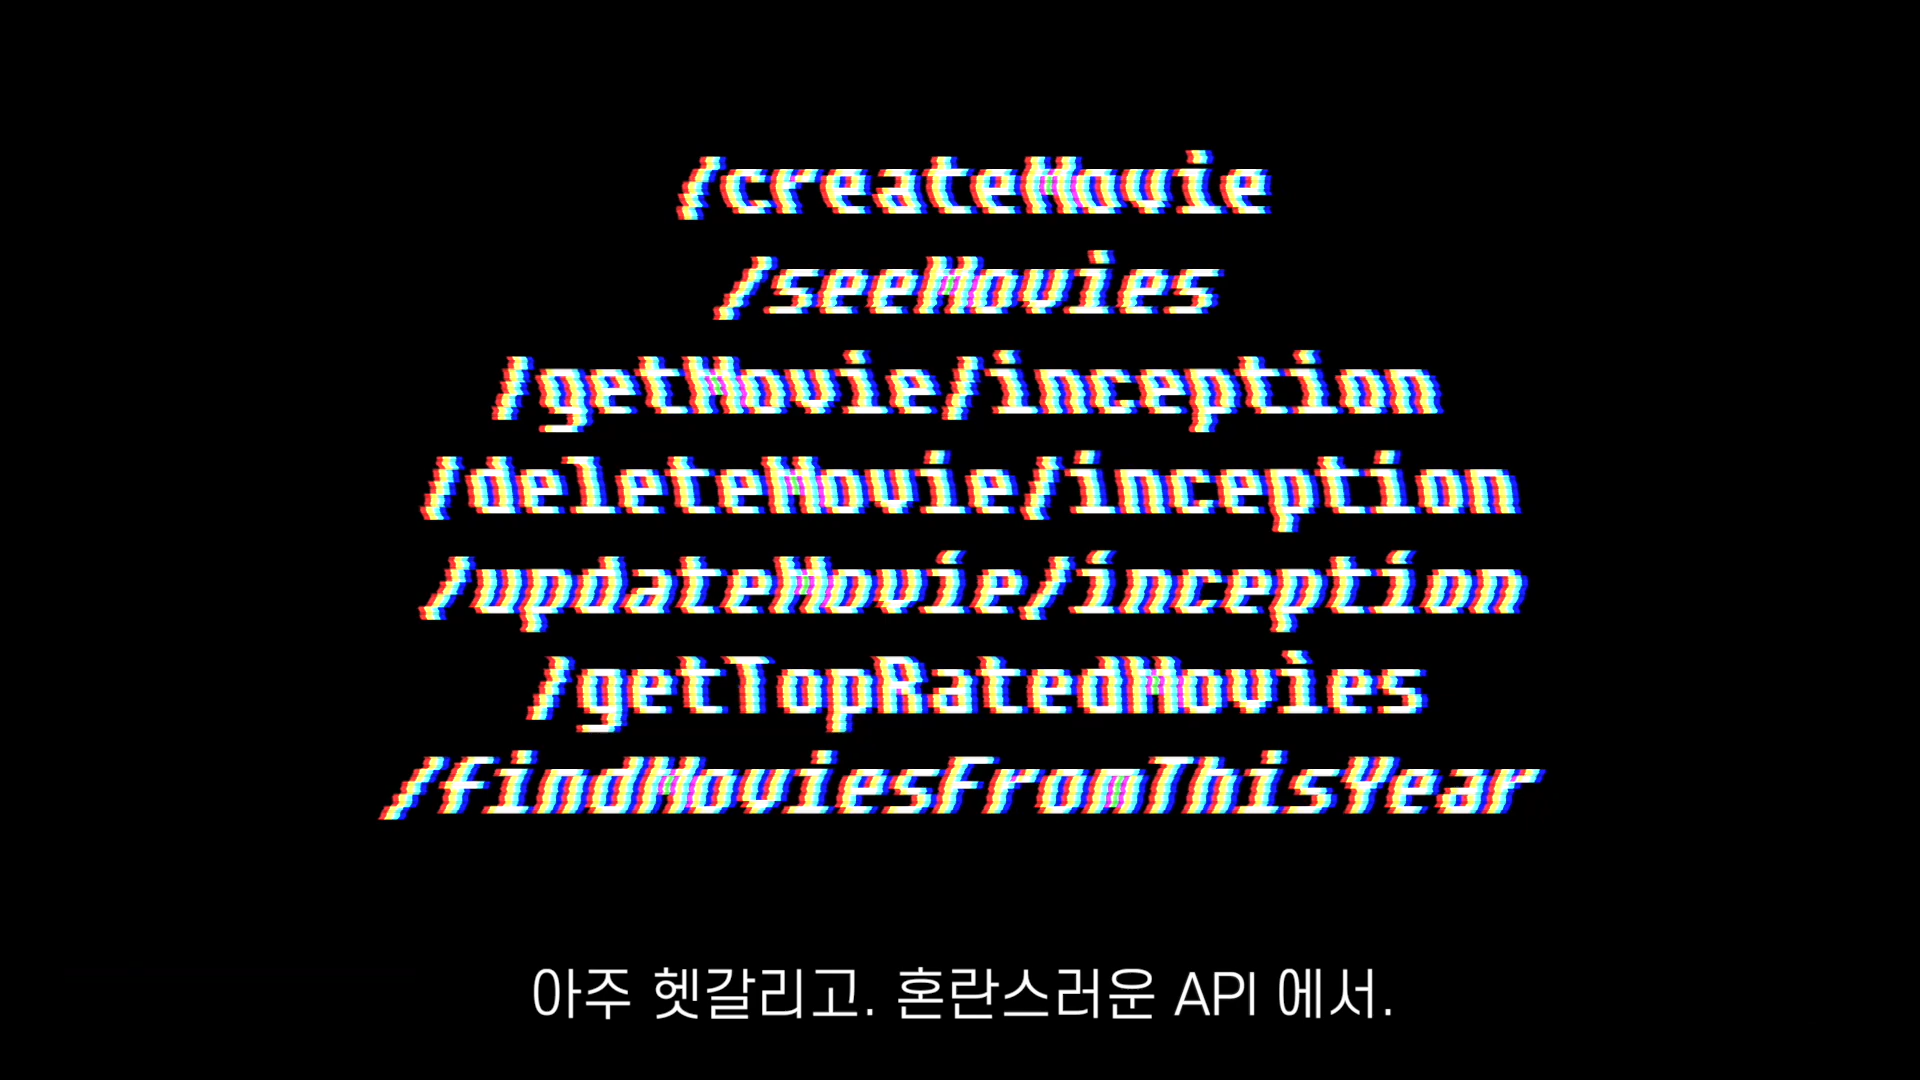 /createMovie
/seeMovies
/getMovie/inception
/deleteMovie/inception
/updateMovie/inception
/getTopRatedMovies
/findMoviesFromThisYear
아주 헷갈리고. 혼란스러운 API 에서.